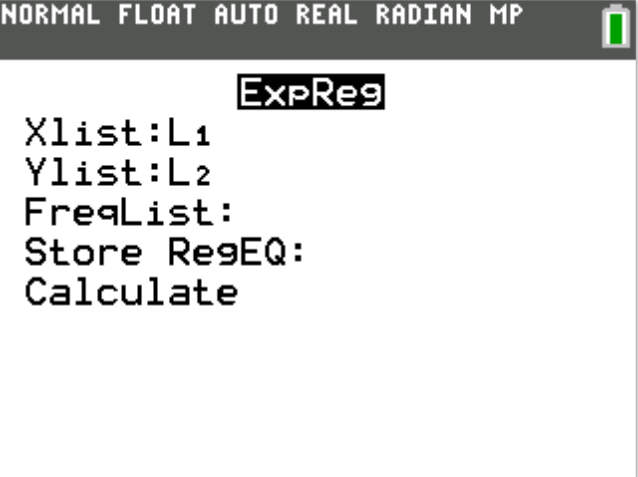 NORMAL FLOAT AUTO REAL RADIAN MP
ExpReg
Xlist:L₁
Ylist:L₂
FreqList:
Store RegEQ:
Calculate